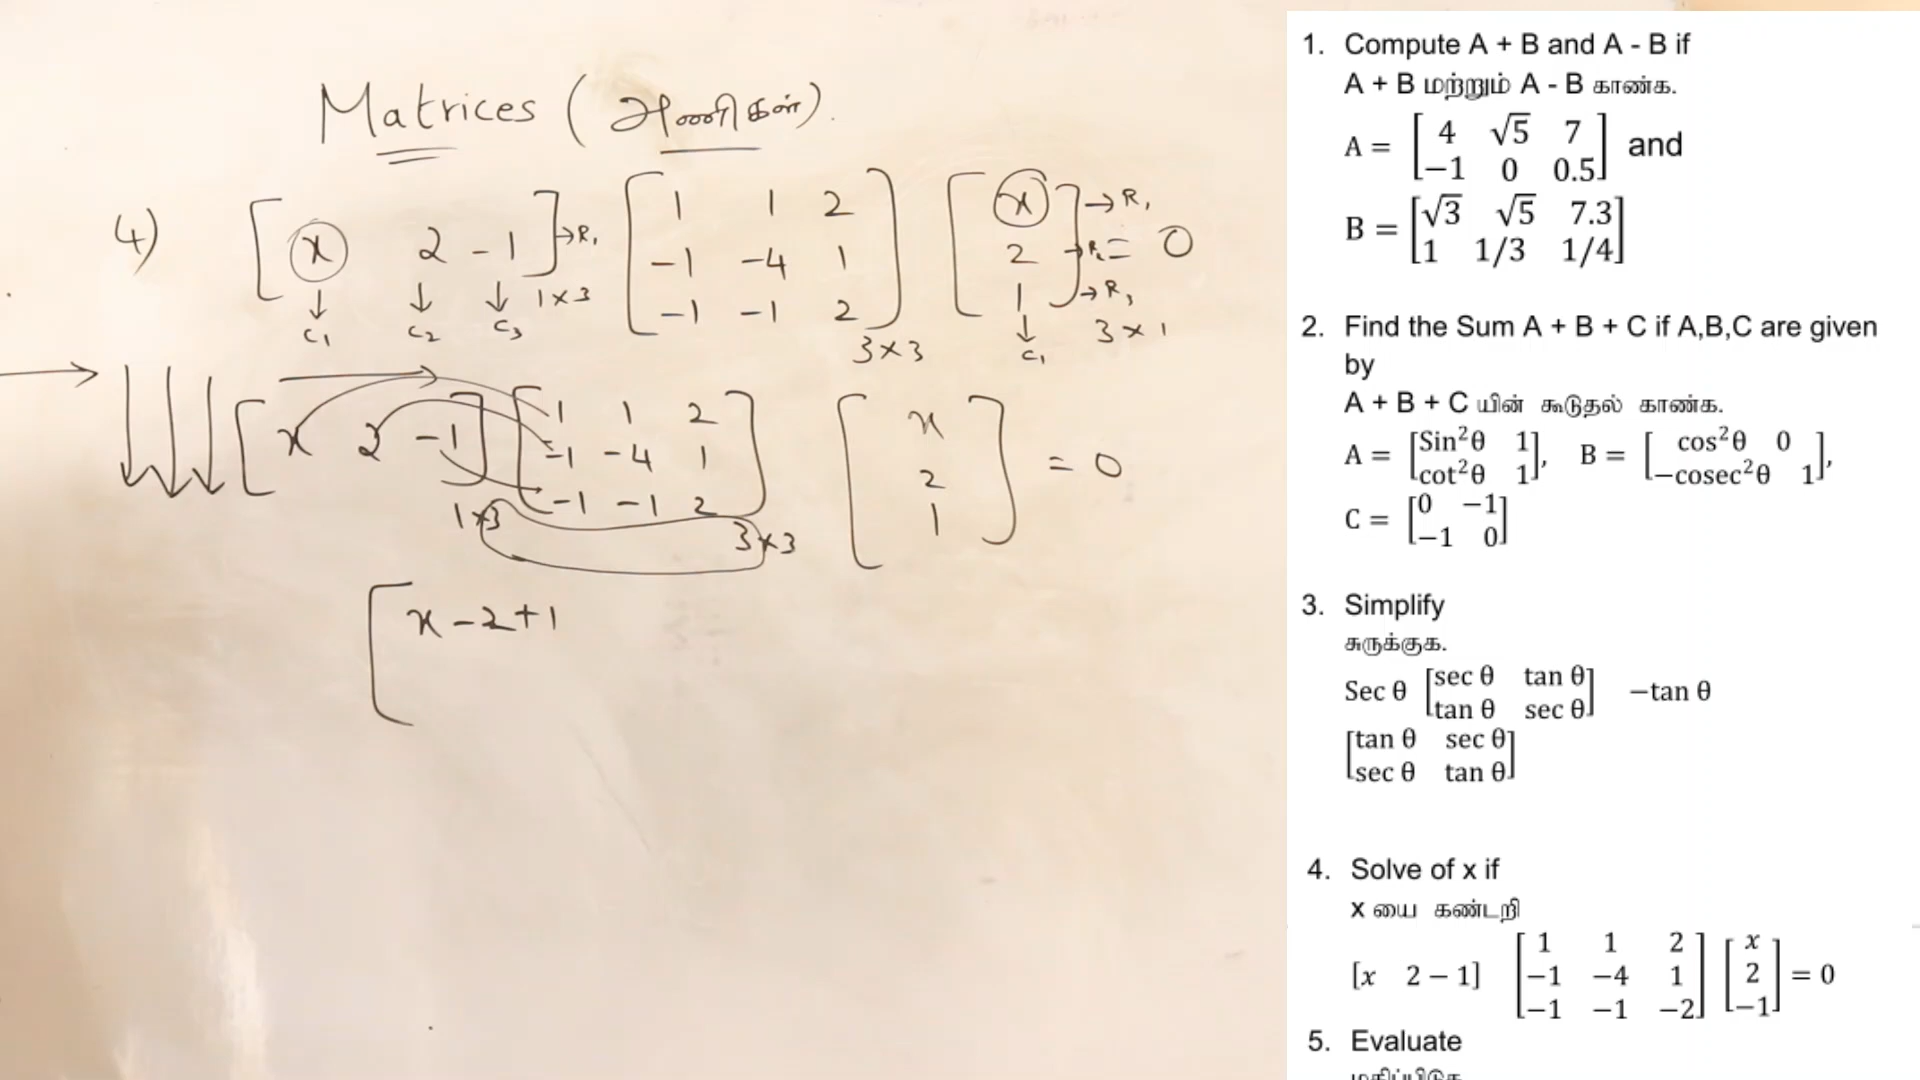 Matrices (அணிகள்).
4) [x 2 -1] →R₁ [1 1 2] [x] →R₁
[-1 -4 1] [2] →R₂ = 0
[-1 -1 2] [1] →R₃
↓ ↓ ↓ 1×3 3×3 ↓ 3×1
C₁ C₂ C₃ C₁
[x 2 -1] [1 1 2] [x]
[-1 -4 1] [2] = 0
[-1 -1 2] [1]
1×3 3×3
[x-2+1
1. Compute A + B and A - B if
A + B மற்றும் A - B காண்க.
A = [4 √5 7] and
[−1 0 0.5]
B = [√3 √5 7.3]
[1 1/3 1/4]
2. Find the Sum A + B + C if A,B,C are given
by
A + B + C யின் கூடுதல் காண்க.
A = [Sin²θ 1], B = [cos²θ 0],
[cot²θ 1] [−cosec²θ 1]
C = [0 −1]
[−1 0]
3. Simplify
சுருக்குக.
Sec θ [sec θ tan θ] −tan θ
[tan θ sec θ]
[tan θ sec θ]
[sec θ tan θ]
4. Solve of x if
x யை கண்டறி
[x 2 − 1] [1 1 2] [x]
[−1 −4 1] [2] = 0
[−1 −1 −2] [−1]
5. Evaluate